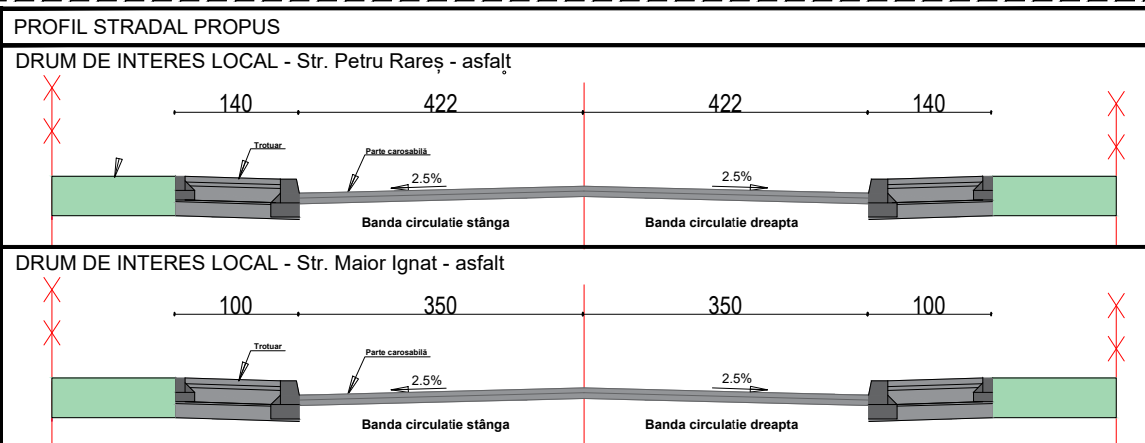 PROFIL STRADAL PROPUS
DRUM DE INTERES LOCAL - Str. Petru Rareș - asfalt
140 422 422 140
Trotuar
Parte carosabilă
2.5% 2.5%
Banda circulatie stânga Banda circulatie dreapta
DRUM DE INTERES LOCAL - Str. Maior Ignat - asfalt
100 350 350 100
Trotuar
Parte carosabilă
2.5% 2.5%
Banda circulatie stânga Banda circulatie dreapta